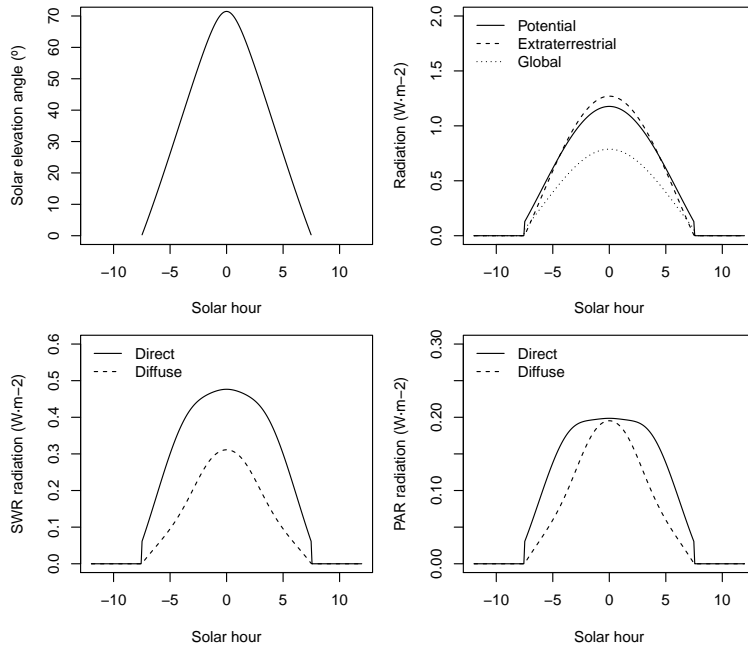 Solar elevation angle (º)
0 10 20 30 40 50 60 70
−10 −5 0 5 10
Solar hour
Radiation (W·m−2)
0.0 0.5 1.0 1.5 2.0
Potential
Extraterrestrial
Global
−10 −5 0 5 10
Solar hour
SWR radiation (W·m−2)
0.0 0.1 0.2 0.3 0.4 0.5 0.6
Direct
Diffuse
−10 −5 0 5 10
Solar hour
PAR radiation (W·m−2)
0.00 0.10 0.20 0.30
Direct
Diffuse
−10 −5 0 5 10
Solar hour